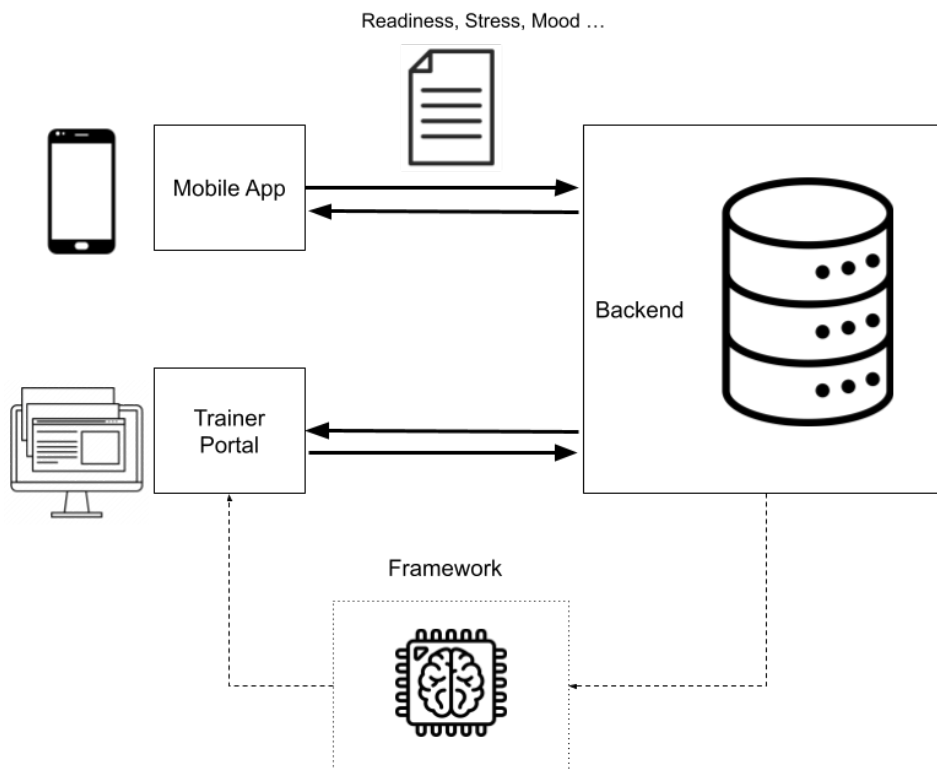 Readiness, Stress, Mood ...
Mobile App
Backend
Trainer
Portal
Framework